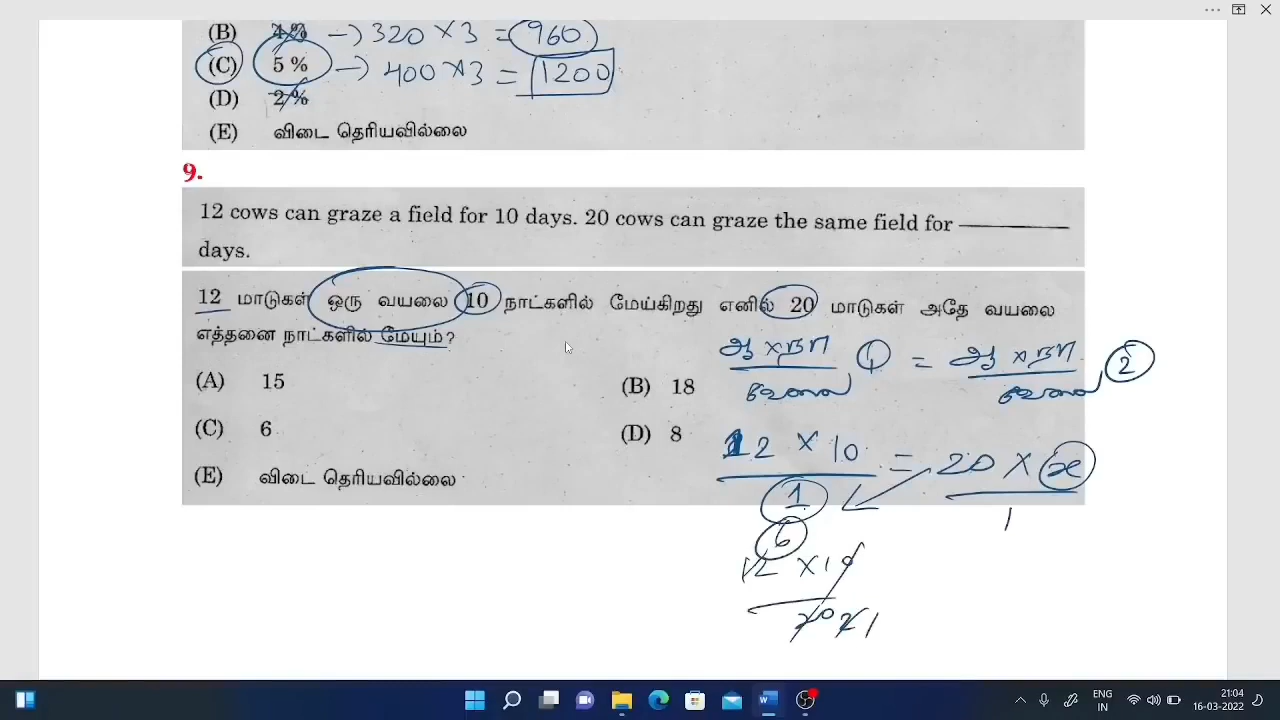 (B) 4% → 320 × 3 = 960
(C) 5 % → 400 × 3 = 1200
(D) 2%
(E) விடை தெரியவில்லை
9.
12 cows can graze a field for 10 days. 20 cows can graze the same field for ————
days.
12 மாடுகள் ஒரு வயலை 10 நாட்களில் மேய்கிறது எனில் 20 மாடுகள் அதே வயலை
எத்தனை நாட்களில் மேயும்?
ஆ × நா / வேலை 1 = ஆ × நா / வேலை 2
(A) 15 (B) 18
(C) 6 (D) 8
12 × 10 / 1 = 20 × x / 1
(E) விடை தெரியவில்லை
6
12 × 10
20 2 1
ENG
IN
21:04
16-03-2022